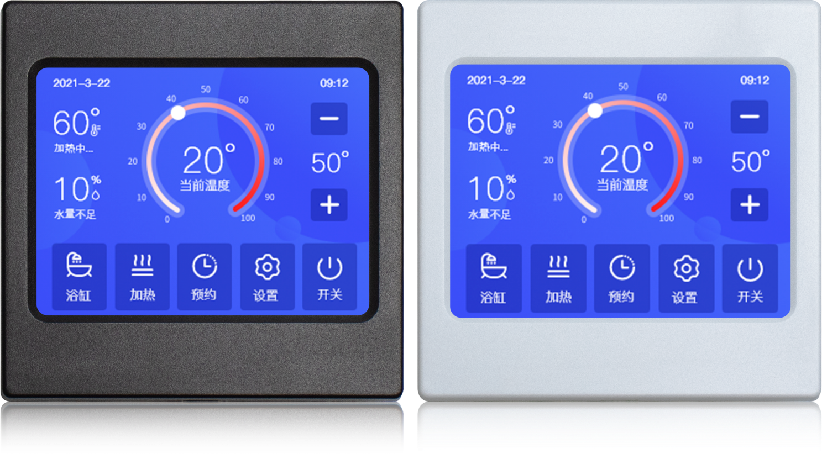 2021-3-22
09:12
60°
加热中...
10%
水量不足
0
10
20
30
40
50
60
70
80
90
100
20°
当前温度
−
50°
+
浴缸
加热
预约
设置
开关
2021-3-22
09:12
60°
加热中...
10%
水量不足
0
10
20
30
40
50
60
70
80
90
100
20°
当前温度
−
50°
+
浴缸
加热
预约
设置
开关